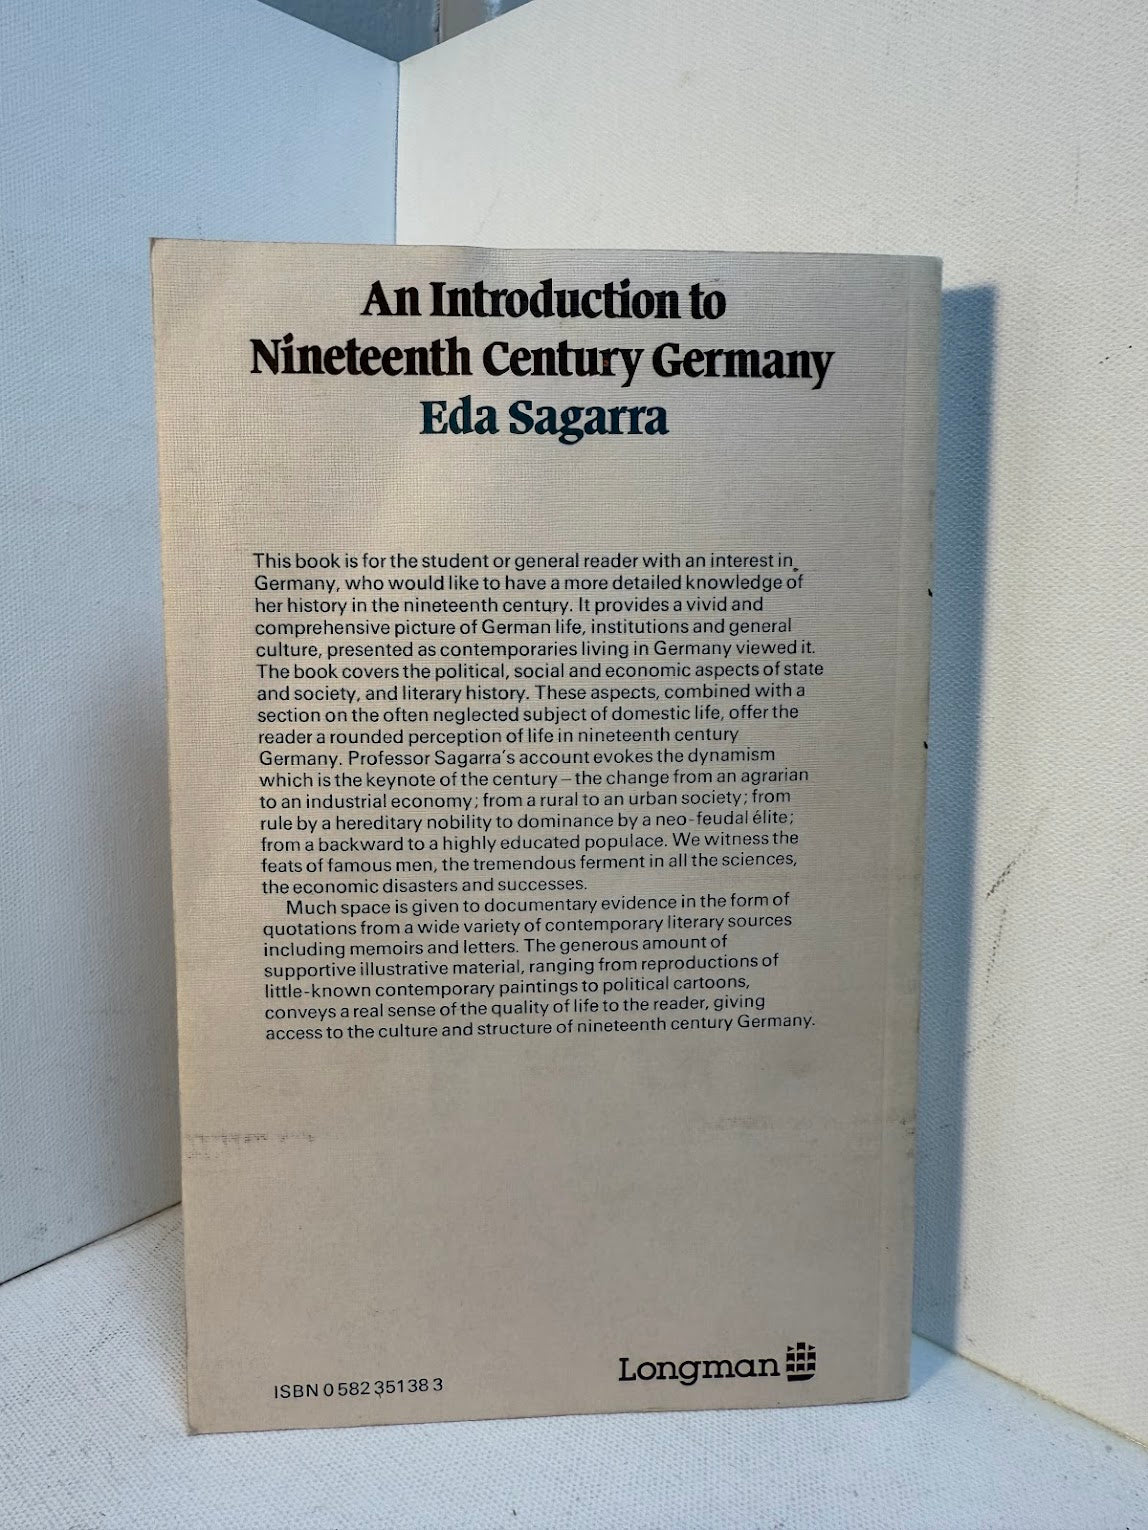 An Introduction to
Nineteenth Century Germany
Eda Sagarra
This book is for the student or general reader with an interest in
Germany, who would like to have a more detailed knowledge of
her history in the nineteenth century. It provides a vivid and
comprehensive picture of German life, institutions and general
culture, presented as contemporaries living in Germany viewed it.
The book covers the political, social and economic aspects of state
and society, and literary history. These aspects, combined with a
section on the often neglected subject of domestic life, offer the
reader a rounded perception of life in nineteenth century
Germany. Professor Sagarra's account evokes the dynamism
which is the keynote of the century – the change from an agrarian
to an industrial economy; from a rural to an urban society; from
rule by a hereditary nobility to dominance by a neo-feudal élite;
from a backward to a highly educated populace. We witness the
feats of famous men, the tremendous ferment in all the sciences,
the economic disasters and successes.
Much space is given to documentary evidence in the form of
quotations from a wide variety of contemporary literary sources
including memoirs and letters. The generous amount of
supportive illustrative material, ranging from reproductions of
little-known contemporary paintings to political cartoons,
conveys a real sense of the quality of life to the reader, giving
access to the culture and structure of nineteenth century Germany.
Longman
ISBN 0 582 35138 3